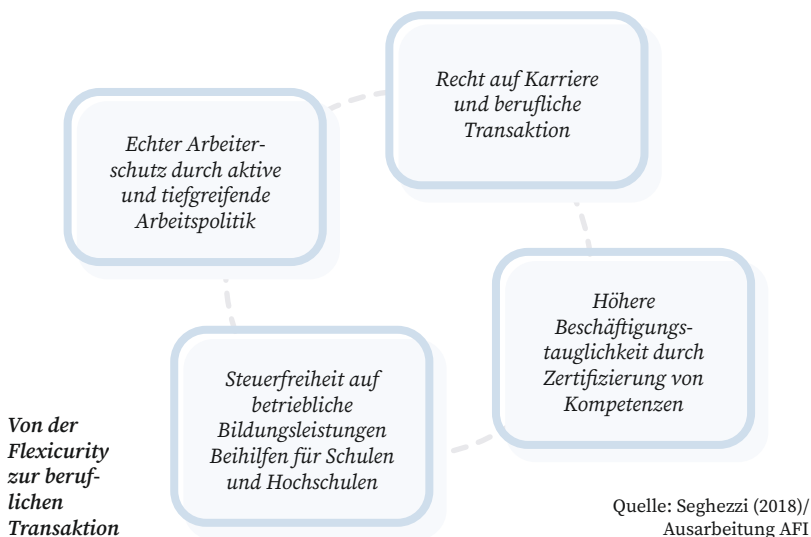 Recht auf Karriere
und berufliche
Transaktion
Echter Arbeiter-
schutz durch aktive
und tiefgreifende
Arbeitspolitik
Höhere
Beschäftigungs-
tauglichkeit durch
Zertifizierung von
Kompetenzen
Steuerfreiheit auf
betriebliche
Bildungsleistungen
Beihilfen für Schulen
und Hochschulen
Von der
Flexicurity
zur beruf-
lichen
Transaktion
Quelle: Seghezzi (2018)/
Ausarbeitung AFI